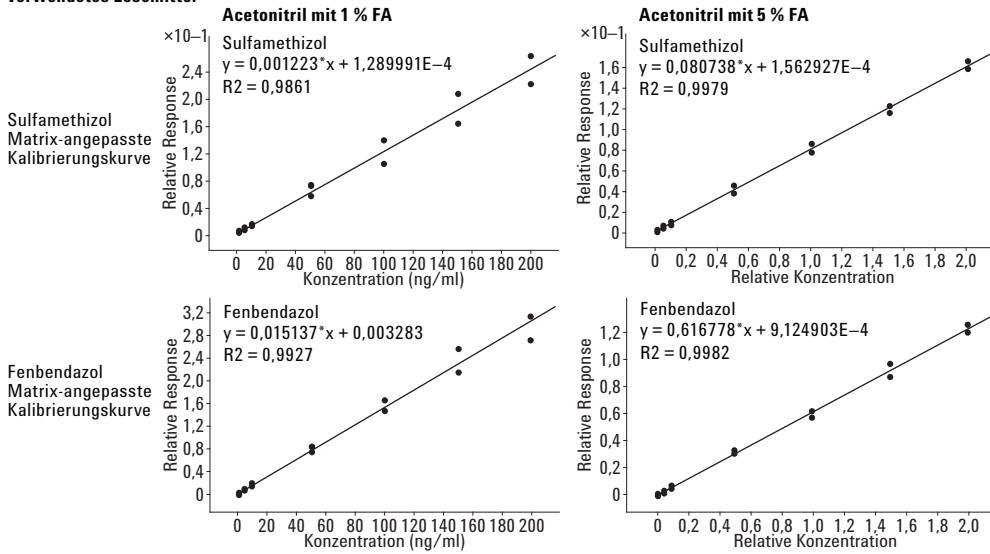 Verwendetes Lösemittel
Acetonitril mit 1 % FA
Acetonitril mit 5 % FA
Sulfamethizol
Matrix-angepasste
Kalibrierungskurve
×10–1
Relative Response
2,4
2,0
1,6
1,2
0,8
0,4
0
Sulfamethizol
y = 0,001223*x + 1,289991E–4
R2 = 0,9861
0 20 40 60 80 100 120 140 160 180 200
Konzentration (ng/ml)
×10–1
Relative Response
1,6
1,4
1,2
1,0
0,8
0,6
0,4
0,2
0
Sulfamethizol
y = 0,080738*x + 1,562927E–4
R2 = 0,9979
0 0,2 0,4 0,6 0,8 1,0 1,2 1,4 1,6 1,8 2,0
Relative Konzentration
Fenbendazol
Matrix-angepasste
Kalibrierungskurve
Relative Response
3,2
2,8
2,4
2,0
1,6
1,2
0,8
0,4
0
Fenbendazol
y = 0,015137*x + 0,003283
R2 = 0,9927
0 20 40 60 80 100 120 140 160 180 200
Konzentration (ng/ml)
Relative Response
1,2
1,0
0,8
0,6
0,4
0,2
0
Fenbendazol
y = 0,616778*x + 9,124903E–4
R2 = 0,9982
0 0,2 0,4 0,6 0,8 1,0 1,2 1,4 1,6 1,8 2,0
Relative Konzentration